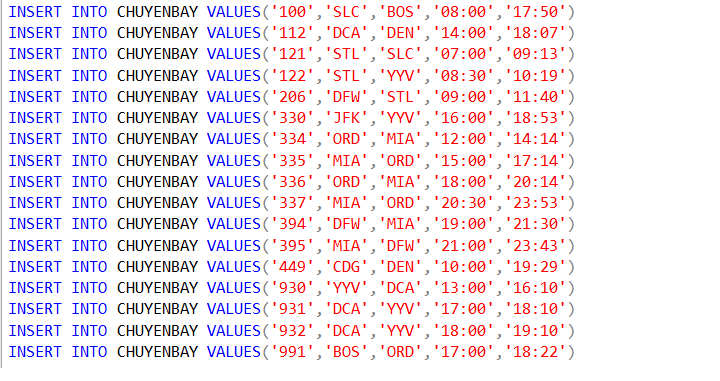 INSERT INTO CHUYENBAY VALUES('100','SLC','BOS','08:00','17:50')
INSERT INTO CHUYENBAY VALUES('112','DCA','DEN','14:00','18:07')
INSERT INTO CHUYENBAY VALUES('121','STL','SLC','07:00','09:13')
INSERT INTO CHUYENBAY VALUES('122','STL','YYV','08:30','10:19')
INSERT INTO CHUYENBAY VALUES('206','DFW','STL','09:00','11:40')
INSERT INTO CHUYENBAY VALUES('330','JFK','YYV','16:00','18:53')
INSERT INTO CHUYENBAY VALUES('334','ORD','MIA','12:00','14:14')
INSERT INTO CHUYENBAY VALUES('335','MIA','ORD','15:00','17:14')
INSERT INTO CHUYENBAY VALUES('336','ORD','MIA','18:00','20:14')
INSERT INTO CHUYENBAY VALUES('337','MIA','ORD','20:30','23:53')
INSERT INTO CHUYENBAY VALUES('394','DFW','MIA','19:00','21:30')
INSERT INTO CHUYENBAY VALUES('395','MIA','DFW','21:00','23:43')
INSERT INTO CHUYENBAY VALUES('449','CDG','DEN','10:00','19:29')
INSERT INTO CHUYENBAY VALUES('930','YYV','DCA','13:00','16:10')
INSERT INTO CHUYENBAY VALUES('931','DCA','YYV','17:00','18:10')
INSERT INTO CHUYENBAY VALUES('932','DCA','YYV','18:00','19:10')
INSERT INTO CHUYENBAY VALUES('991','BOS','ORD','17:00','18:22')